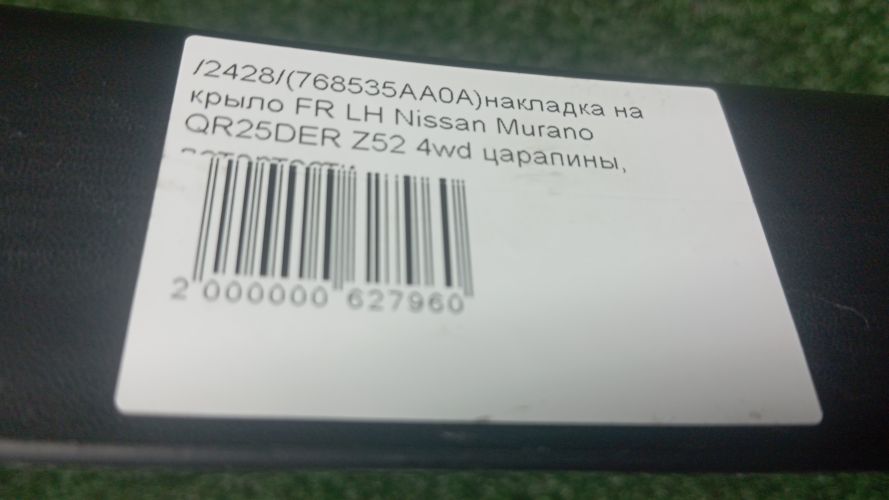 /2428/(768535AA0A)накладка на
крыло FR LH Nissan Murano
QR25DER Z52 4wd царапины,
2 000000 627960